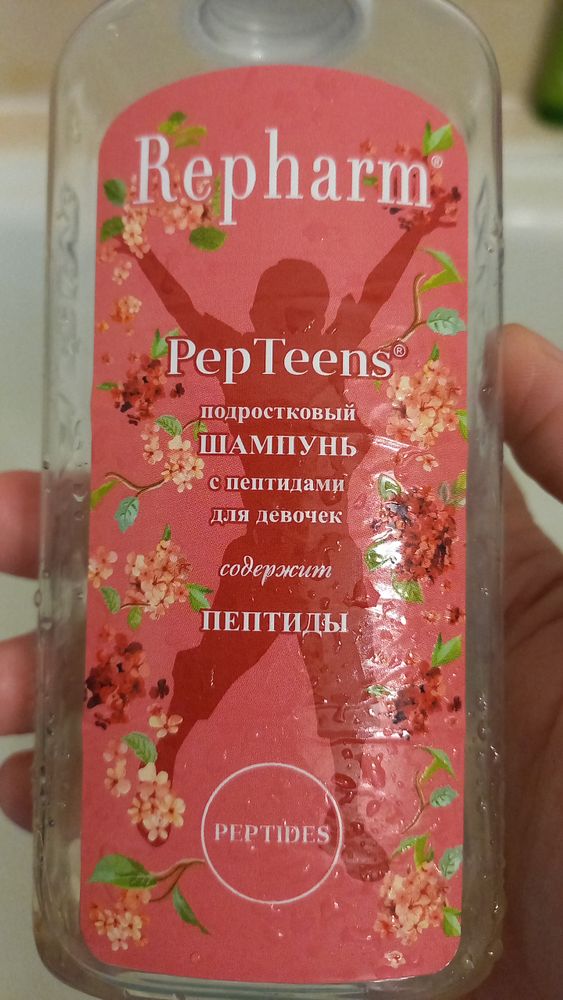 Repharm®
PepTeens®
подростковый
ШАМПУНЬ
с пептидами
для девочек
содержит
ПЕПТИДЫ
PEPTIDES